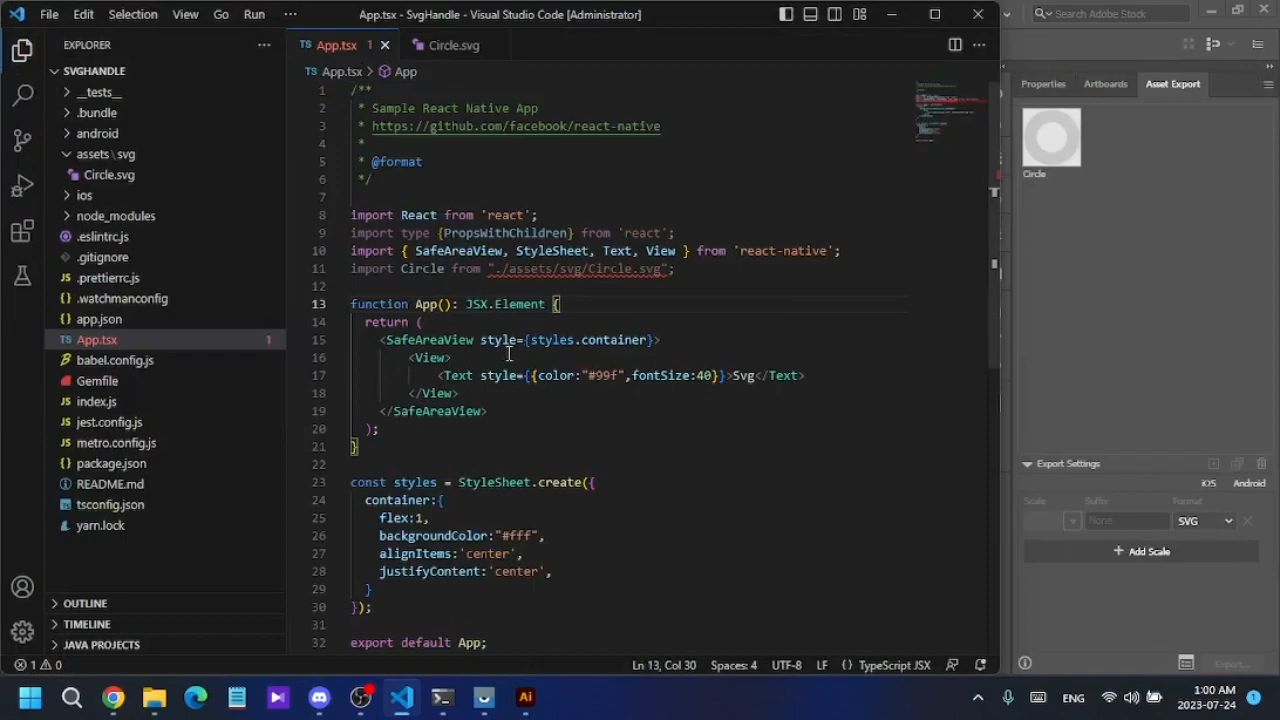 File Edit Selection View Go Run ··· App.tsx - SvgHandle - Visual Studio Code [Administrator]
Search Adobe Stock
EXPLORER
App.tsx 1
Circle.svg
SVGHANDLE
App.tsx > App
__tests__
.bundle
android
assets\svg
Circle.svg
ios
node_modules
.eslintrc.js
.gitignore
.prettierrc.js
.watchmanconfig
app.json
App.tsx 1
babel.config.js
Gemfile
index.js
jest.config.js
metro.config.js
package.json
README.md
tsconfig.json
yarn.lock
OUTLINE
TIMELINE
JAVA PROJECTS
1 /**
2 * Sample React Native App
3 * https://github.com/facebook/react-native
4 *
5 * @format
6 */
7
8 import React from 'react';
9 import type {PropsWithChildren} from 'react';
10 import { SafeAreaView, StyleSheet, Text, View } from 'react-native';
11 import Circle from "./assets/svg/Circle.svg";
12
13 function App(): JSX.Element {
14 return (
15 <SafeAreaView style={styles.container}>
16 <View>
17 <Text style={{color:"#99f",fontSize:40}}>Svg</Text>
18 </View>
19 </SafeAreaView>
20 );
21 }
22
23 const styles = StyleSheet.create({
24 container:{
25 flex:1,
26 backgroundColor:"#fff",
27 alignItems:'center',
28 justifyContent:'center',
29 }
30 });
31
32 export default App;
Properties Artboards Asset Export
Circle
Export Settings
iOS Android
Scale Suffix Format
None SVG
Add Scale
Export...
1 0 Ln 13, Col 30 Spaces: 4 UTF-8 LF {} TypeScript JSX
Ai
ENG
1:00 AM
2023-07-24
1